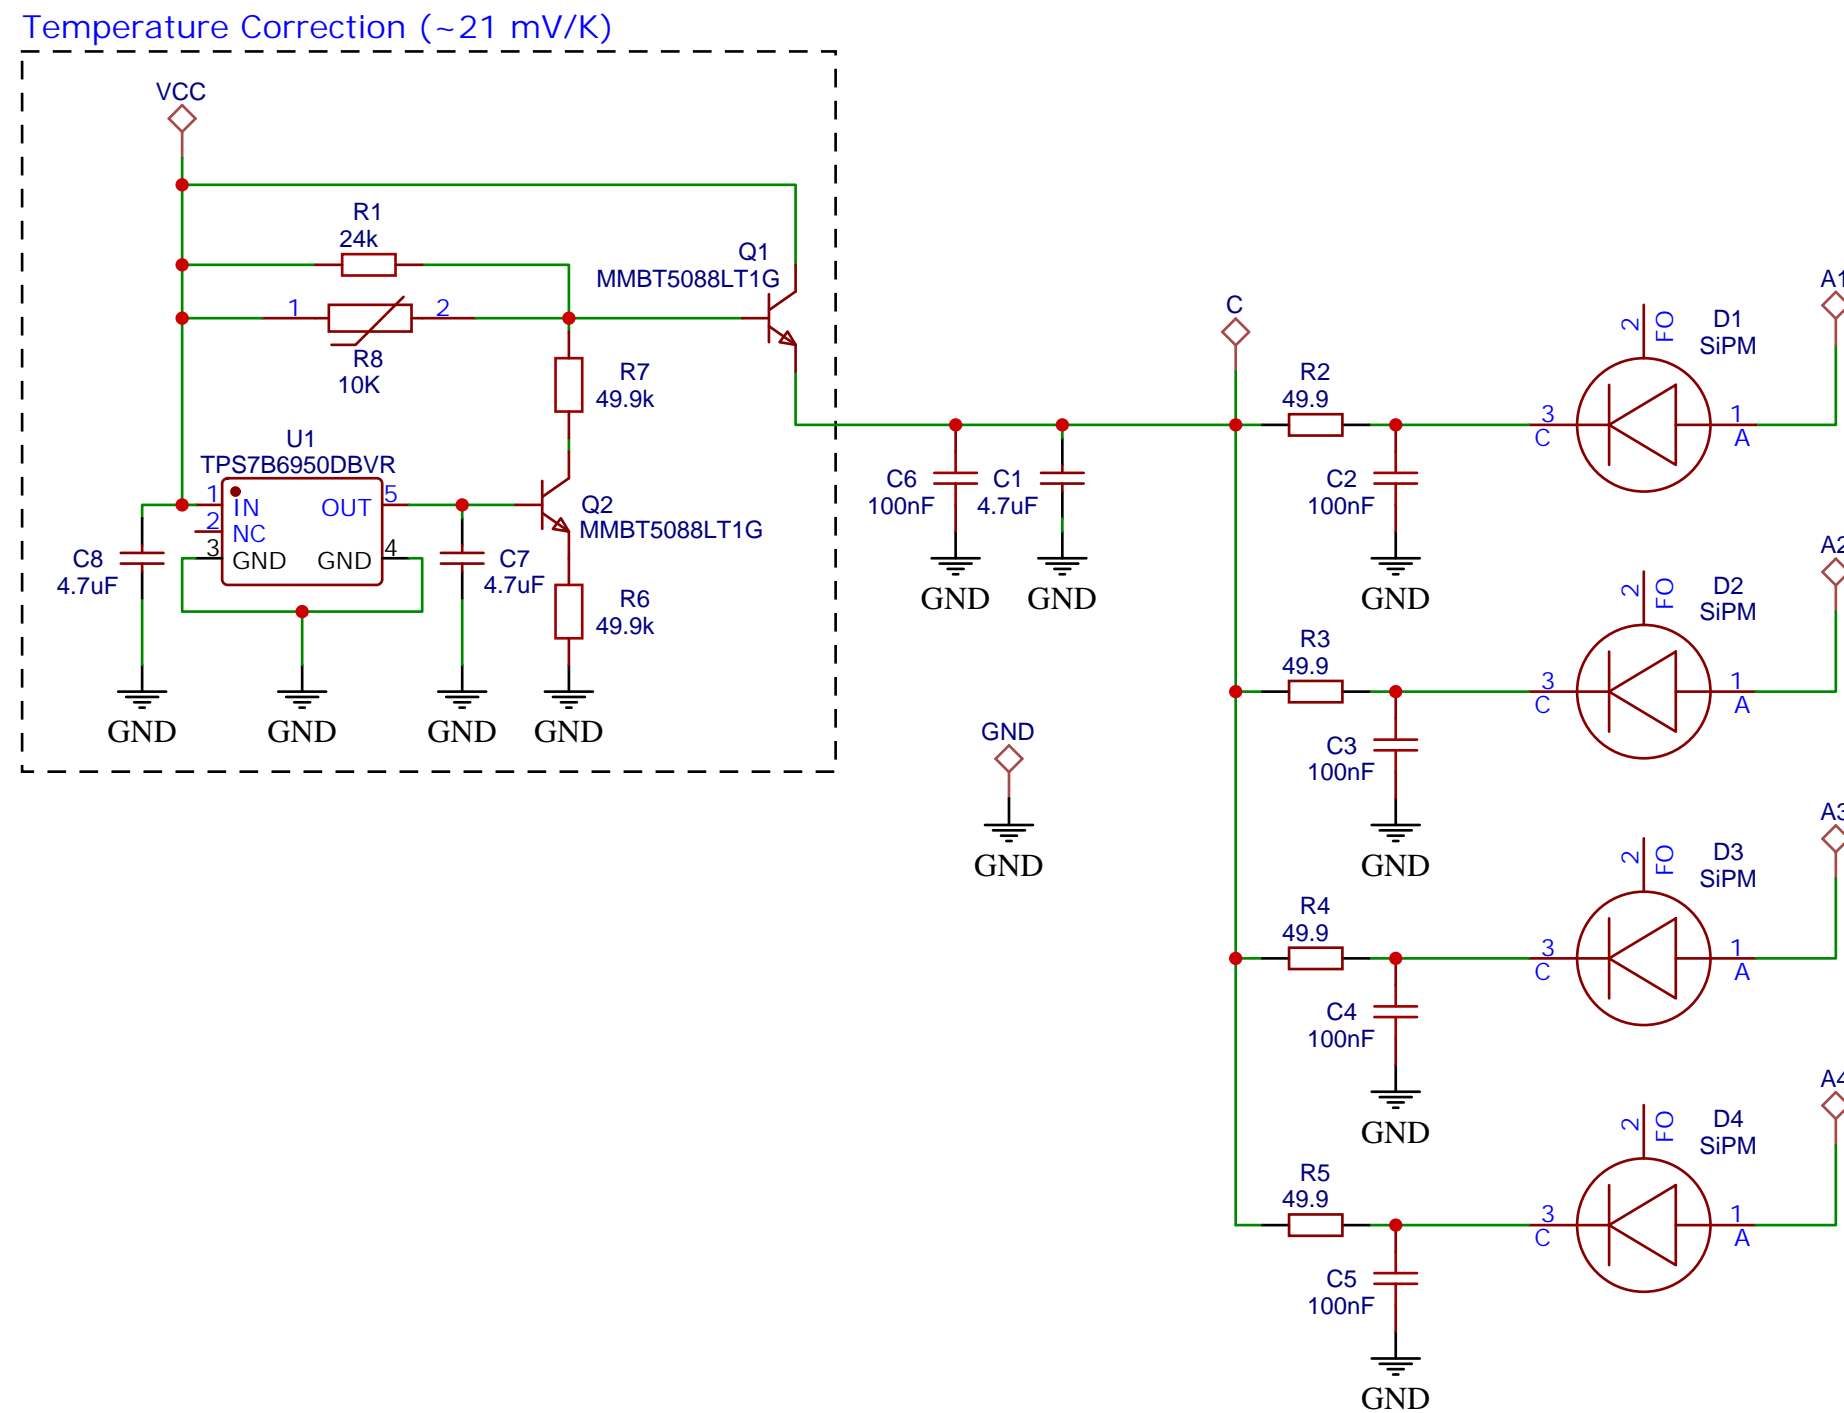 Temperature Correction (~21 mV/K)
VCC
R1
24k
1
2
R8
10K
Q1
MMBT5088LT1G
R7
49.9k
U1
TPS7B6950DBVR
1
IN
2
NC
3
GND
OUT
5
GND
4
C8
4.7uF
C7
4.7uF
Q2
MMBT5088LT1G
R6
49.9k
GND
GND
GND
GND
C6
100nF
C1
4.7uF
GND
GND
GND
GND
C
R2
49.9
C2
100nF
GND
3
C
2
FO
D1
SiPM
1
A
A1
R3
49.9
C3
100nF
GND
3
C
2
FO
D2
SiPM
1
A
A2
R4
49.9
C4
100nF
GND
3
C
2
FO
D3
SiPM
1
A
A3
R5
49.9
C5
100nF
GND
3
C
2
FO
D4
SiPM
1
A
A4